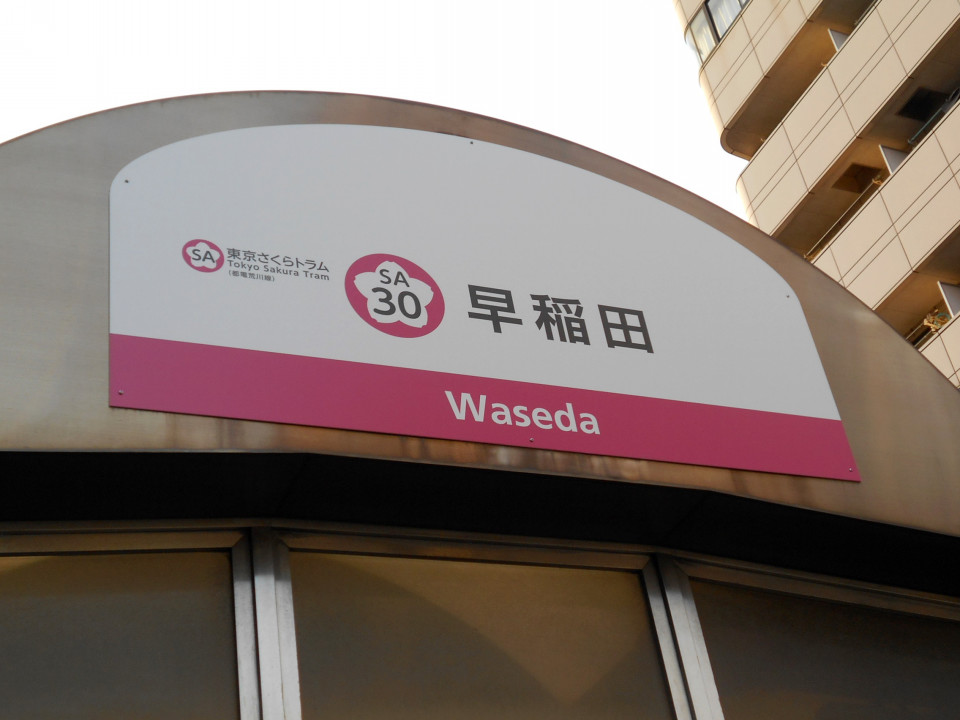 SA
東京さくらトラム
Tokyo Sakura Tram
(都電荒川線)
SA
30
早稲田
Waseda